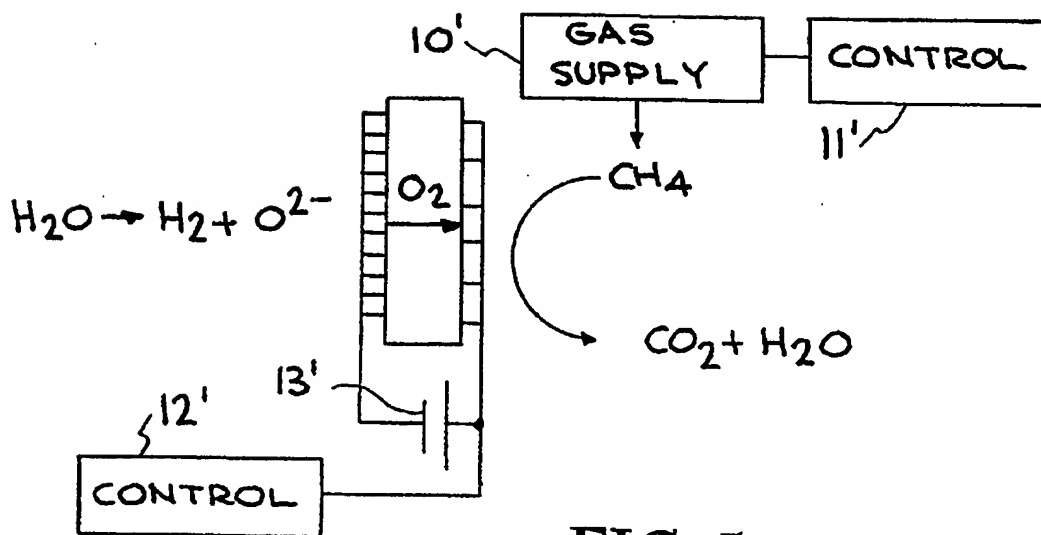 10'
GAS
SUPPLY
CONTROL
11'
CH₄
O₂
H₂O → H₂ + O²⁻
CO₂ + H₂O
13'
12'
CONTROL